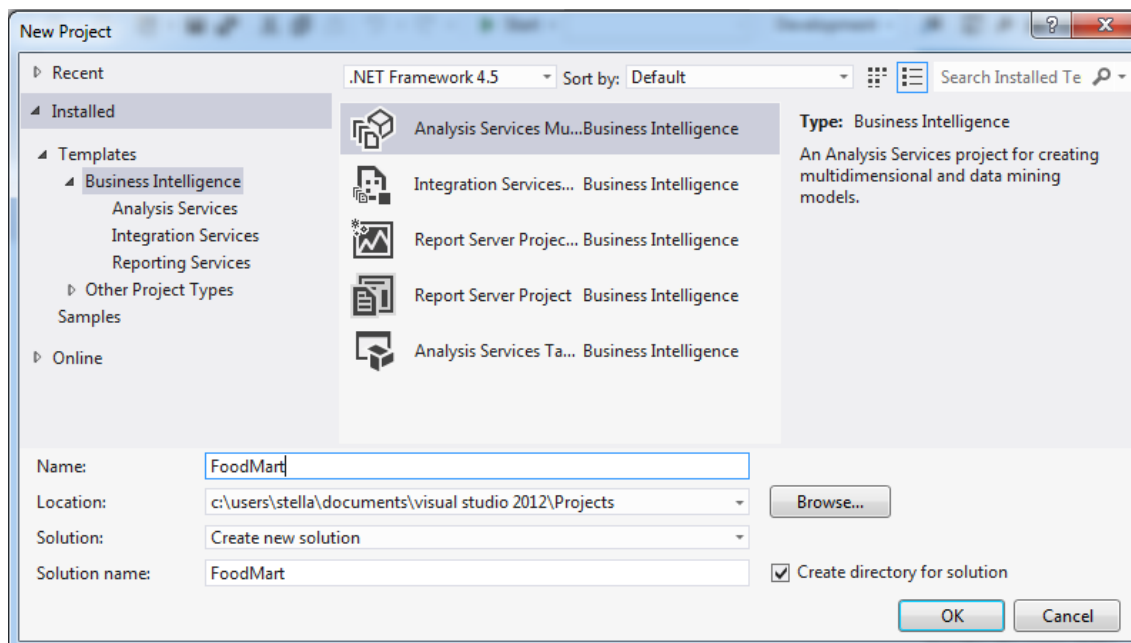 New Project
Start
Development
Recent
Installed
Templates
Business Intelligence
Analysis Services
Integration Services
Reporting Services
Other Project Types
Samples
Online
.NET Framework 4.5 Sort by: Default Search Installed Te
Analysis Services Mu...Business Intelligence
Integration Services... Business Intelligence
Report Server Projec... Business Intelligence
Report Server Project Business Intelligence
Analysis Services Ta... Business Intelligence
Type: Business Intelligence
An Analysis Services project for creating
multidimensional and data mining
models.
Name: FoodMart
Location: c:\users\stella\documents\visual studio 2012\Projects Browse...
Solution: Create new solution
Solution name: FoodMart Create directory for solution
OK Cancel